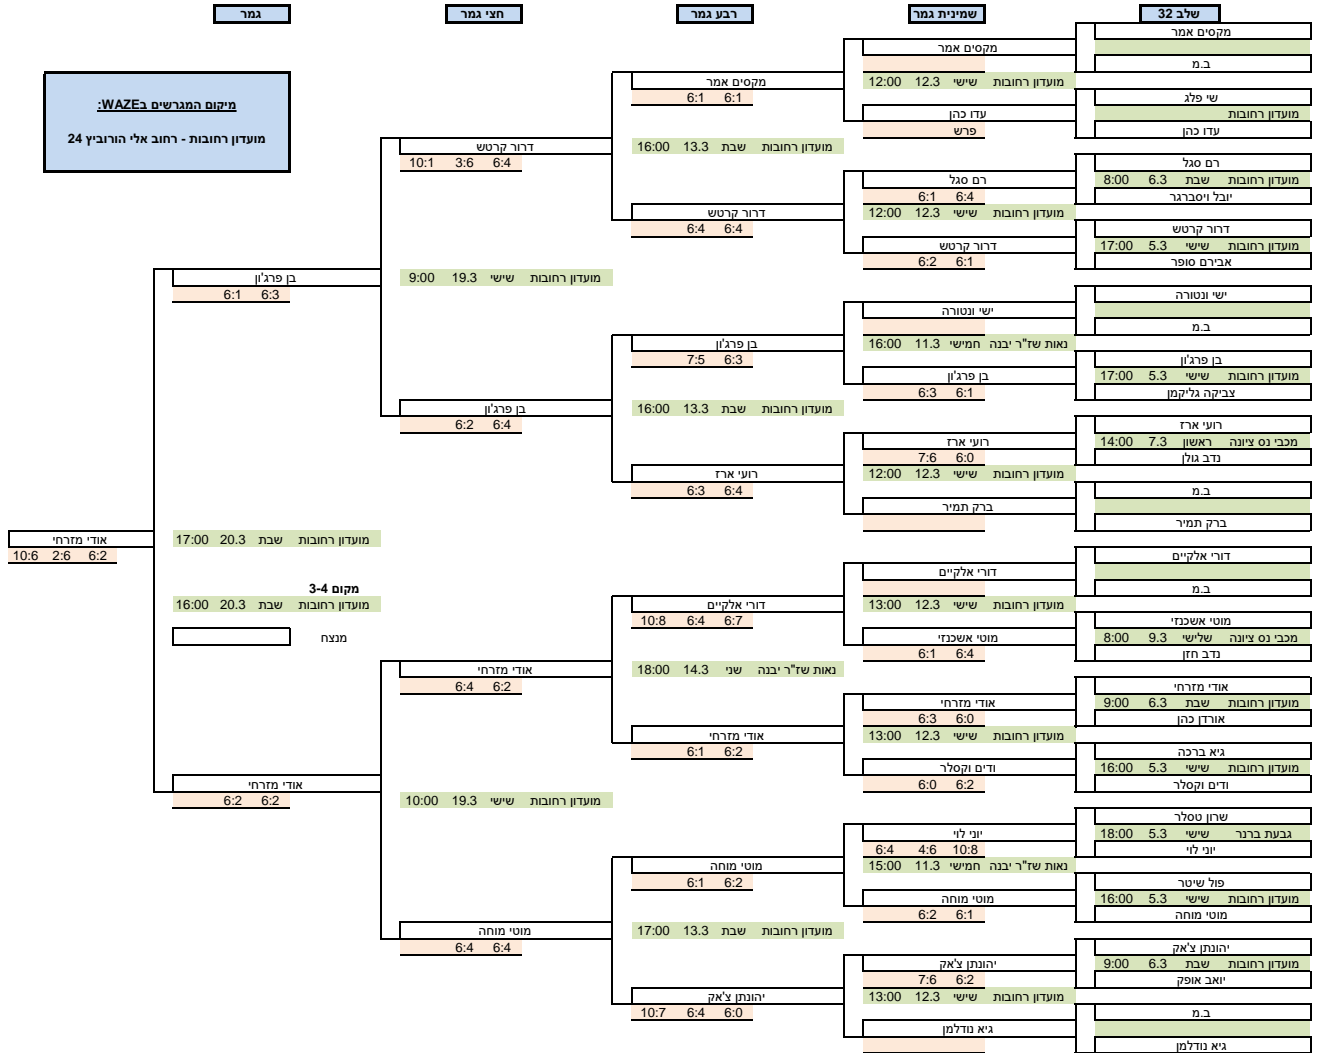 שלב 32
שמינית גמר
רבע גמר
חצי גמר
גמר
מקסים אמר
ב.מ
שי פלג
מועדון רחובות
עדו כהן
רם סגל
מועדון רחובות שבת 6.3 8:00
יובל ויסברגר
דרור קרטש
מועדון רחובות שישי 5.3 17:00
אבירם סופר
ישי ונטורה
ב.מ
בן פרג'ון
מועדון רחובות שישי 5.3 17:00
צביקה גליקמן
רועי ארז
מכבי נס ציונה ראשון 7.3 14:00
נדב גולן
ב.מ
ברק תמיר
דורי אלקיים
ב.מ
מוטי אשכנזי
מכבי נס ציונה שלישי 9.3 8:00
נדב חזן
אודי מזרחי
מועדון רחובות שבת 6.3 9:00
אורדן כהן
גיא ברכה
מועדון רחובות שישי 5.3 16:00
ודים וקסלר
שרון טסלר
גבעת ברנר שישי 5.3 18:00
יוני לוי
פול שיטר
מועדון רחובות שישי 5.3 16:00
מוטי מוחה
יהונתן צ'אק
מועדון רחובות שבת 6.3 9:00
יואב אופק
ב.מ
גיא נודלמן
מקסים אמר
מועדון רחובות שישי 12.3 12:00
עדו כהן
פרש
רם סגל
6:4 6:1
מועדון רחובות שישי 12.3 12:00
דרור קרטש
6:1 6:2
ישי ונטורה
נאות שז"ר יבנה חמישי 11.3 16:00
בן פרג'ון
6:1 6:3
רועי ארז
6:0 7:6
מועדון רחובות שישי 12.3 12:00
ברק תמיר
דורי אלקיים
מועדון רחובות שישי 12.3 13:00
מוטי אשכנזי
6:4 6:1
אודי מזרחי
6:0 6:3
מועדון רחובות שישי 12.3 13:00
ודים וקסלר
6:2 6:0
יוני לוי
10:8 4:6 6:4
נאות שז"ר יבנה חמישי 11.3 15:00
מוטי מוחה
6:1 6:2
יהונתן צ'אק
6:2 7:6
מועדון רחובות שישי 12.3 13:00
גיא נודלמן
מקסים אמר
6:1 6:1
מועדון רחובות שבת 13.3 16:00
דרור קרטש
6:4 6:4
בן פרג'ון
6:3 7:5
מועדון רחובות שבת 13.3 16:00
רועי ארז
6:4 6:3
דורי אלקיים
6:7 6:4 10:8
נאות שז"ר יבנה שני 14.3 18:00
אודי מזרחי
6:2 6:1
מוטי מוחה
6:2 6:1
מועדון רחובות שבת 13.3 17:00
יהונתן צ'אק
6:0 6:4 10:7
דרור קרטש
6:4 3:6 10:1
מועדון רחובות שישי 19.3 9:00
בן פרג'ון
6:4 6:2
אודי מזרחי
6:2 6:4
מועדון רחובות שישי 19.3 10:00
מוטי מוחה
6:4 6:4
מיקום המגרשים בWAZE:
מועדון רחובות - רחוב אלי הורוביץ 24
בן פרג'ון
6:3 6:1
מועדון רחובות שבת 20.3 17:00
מקום 3-4
מועדון רחובות שבת 20.3 16:00
מנצח
אודי מזרחי
6:2 6:2
אודי מזרחי
6:2 2:6 10:6